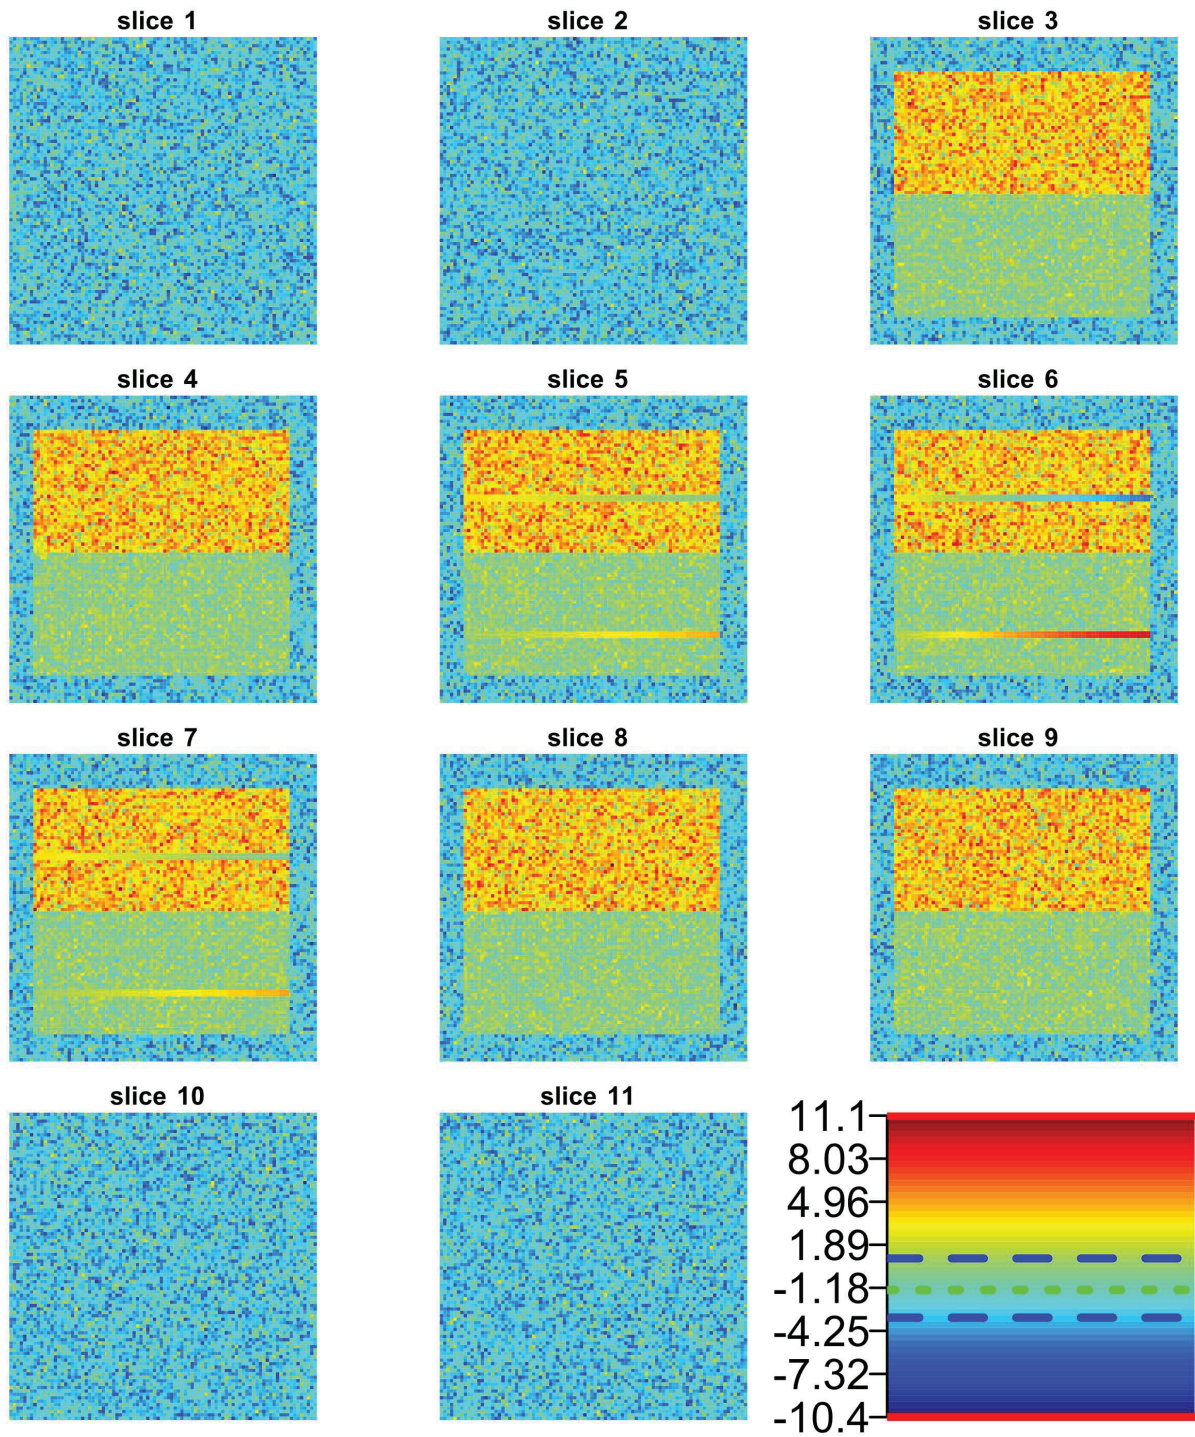 slice 1
slice 2
slice 3
slice 4
slice 5
slice 6
slice 7
slice 8
slice 9
slice 10
slice 11
11.1
8.03
4.96
1.89
-1.18
-4.25
-7.32
-10.4